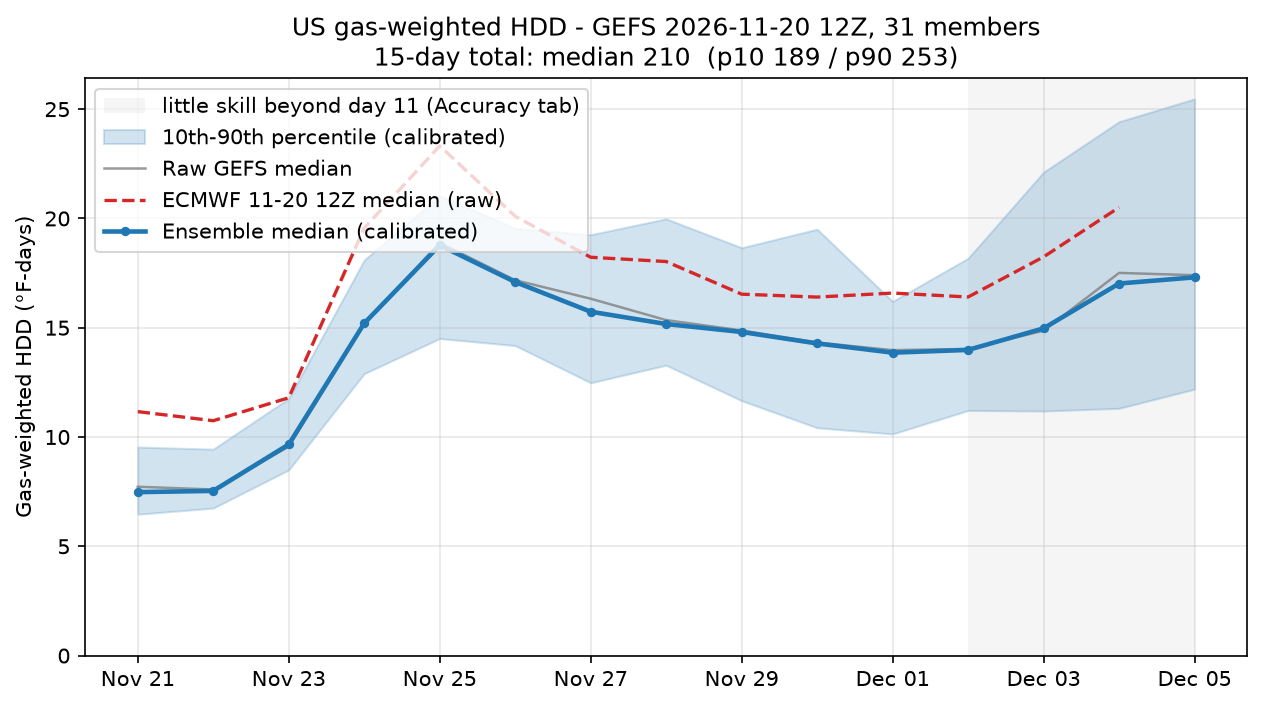 US gas-weighted HDD - GEFS 2026-11-20 12Z, 31 members
15-day total: median 210  (p10 189 / p90 253)
Gas-weighted HDD (°F-days)
25
20
15
10
5
0
little skill beyond day 11 (Accuracy tab)
10th-90th percentile (calibrated)
Raw GEFS median
ECMWF 11-20 12Z median (raw)
Ensemble median (calibrated)
Nov 21 Nov 23 Nov 25 Nov 27 Nov 29 Dec 01 Dec 03 Dec 05